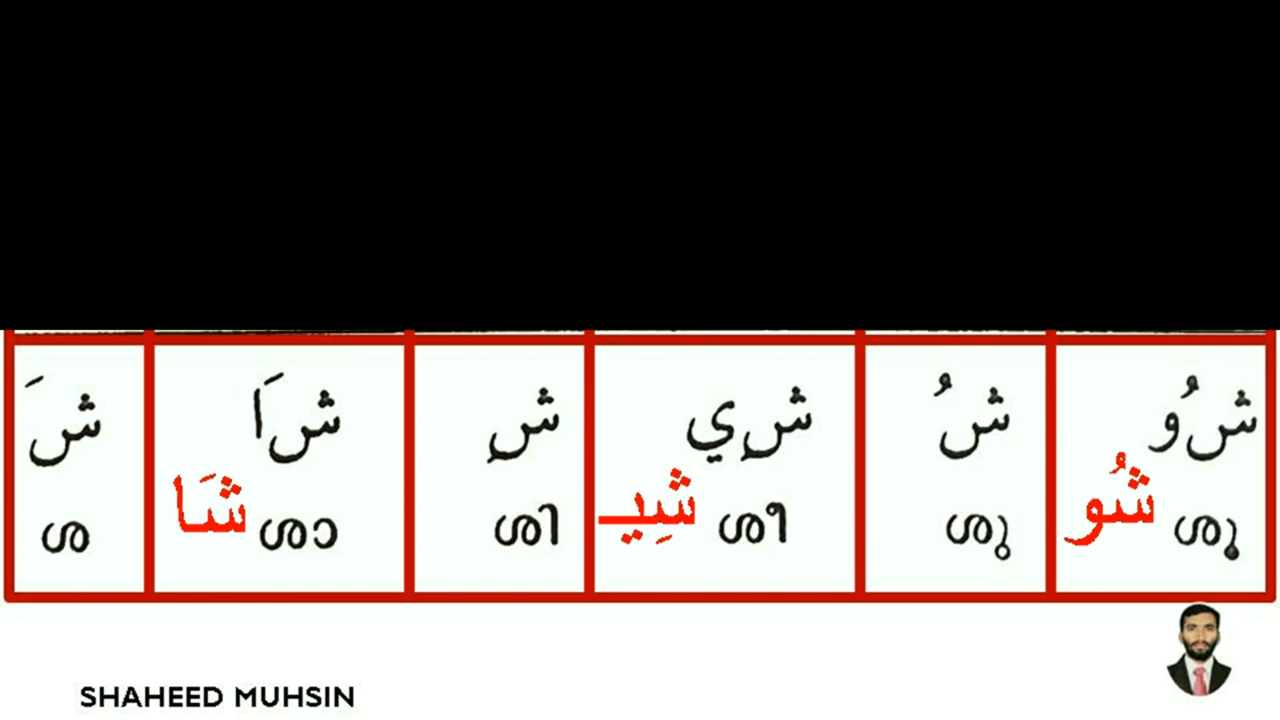 شَ شَا شِ شِي شُ شُو
شَا شِيـ شُو
ശ ശാ ശി ശീ ശു ശൂ
SHAHEED MUHSIN